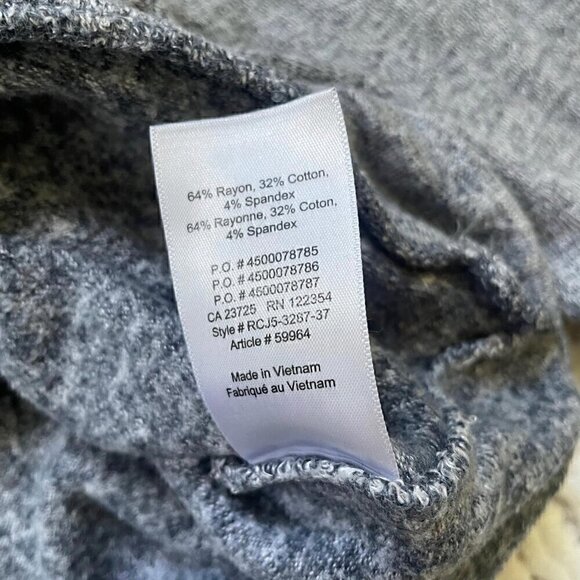 64% Rayon, 32% Cotton,
4% Spandex
64% Rayonne, 32% Coton,
4% Spandex
P.O. # 4500078785
P.O. # 4500078786
P.O. # 4500078787
CA 23725 RN 122354
Style # RCJ5-3287-37
Article # 59964
Made in Vietnam
Fabriqué au Vietnam